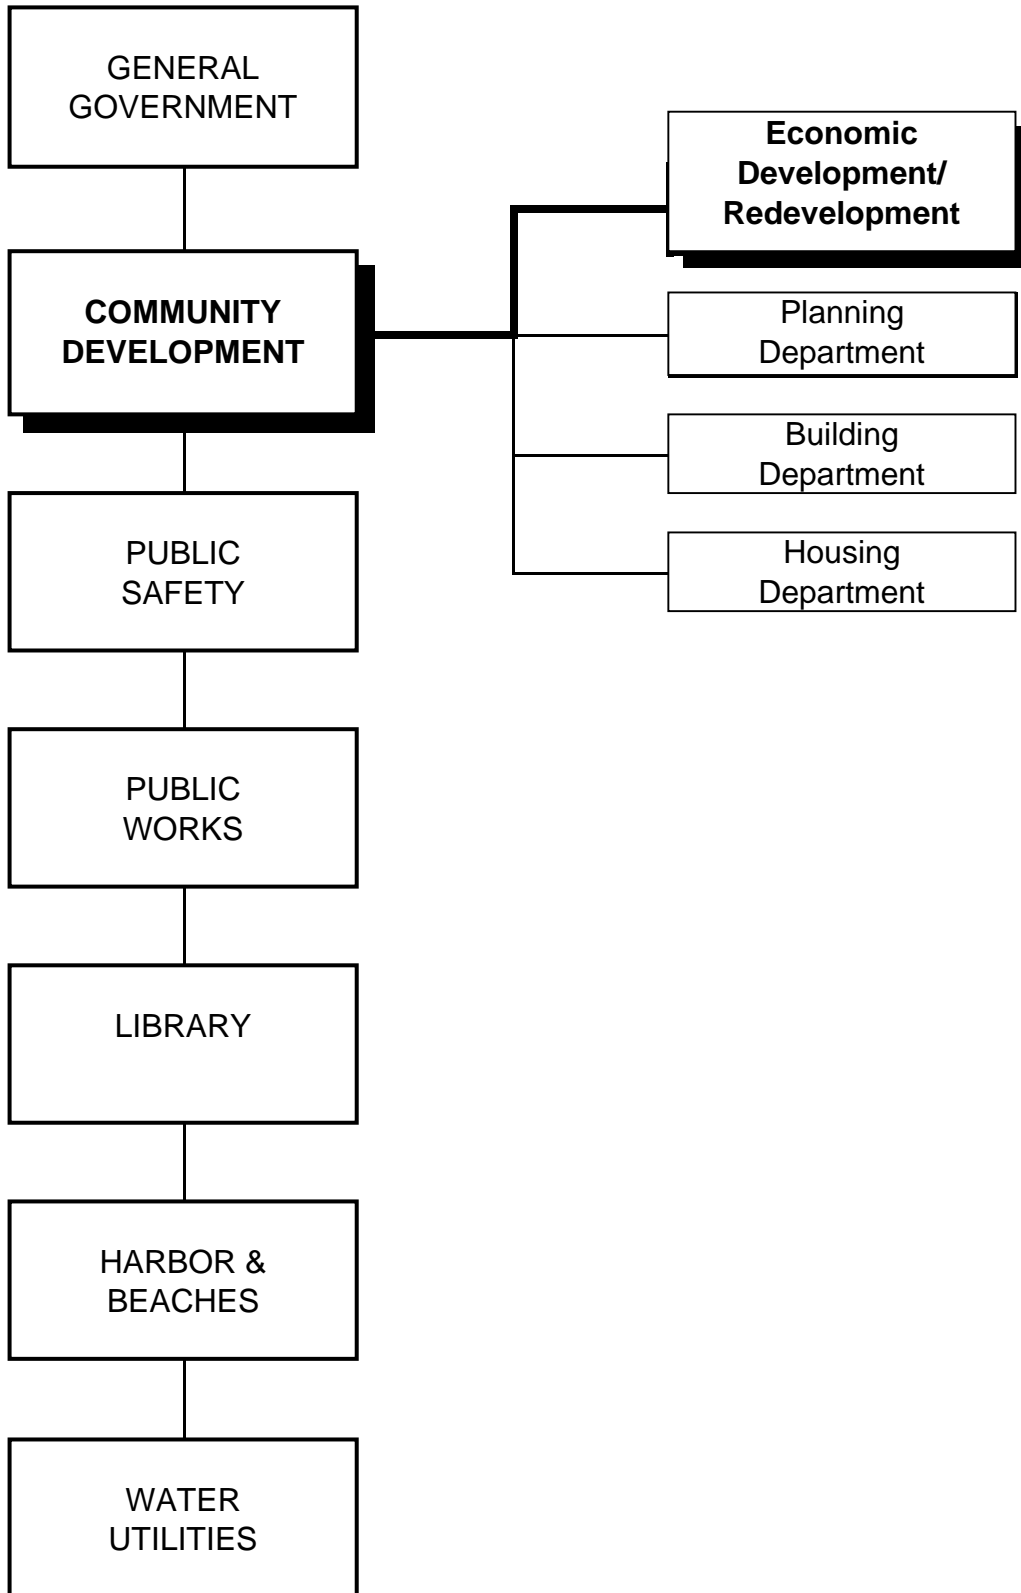 GENERAL
GOVERNMENT
COMMUNITY
DEVELOPMENT
PUBLIC
SAFETY
PUBLIC
WORKS
LIBRARY
HARBOR &
BEACHES
WATER
UTILITIES
Economic
Development/
Redevelopment
Planning
Department
Building
Department
Housing
Department